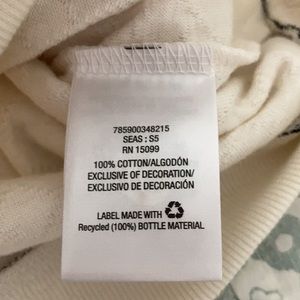 785900348215
SEAS : S5
RN 15099
100% COTTON/ALGODÓN
EXCLUSIVE OF DECORATION/
EXCLUSIVO DE DECORACIÓN
LABEL MADE WITH
Recycled (100%) BOTTLE MATERIAL